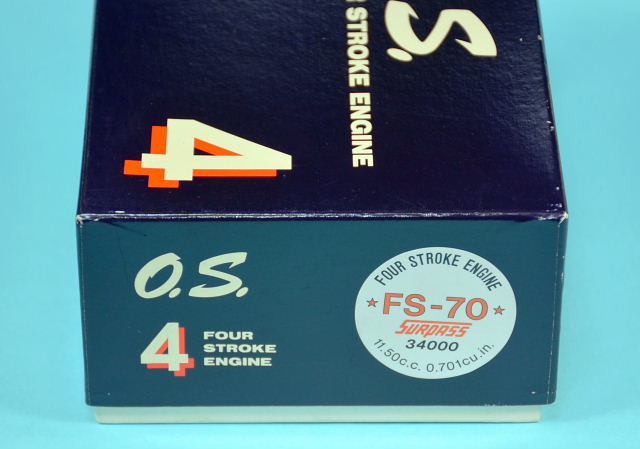 S.
STROKE ENGINE
4
O.S.
4
FOUR
STROKE
ENGINE
FOUR STROKE ENGINE
★ FS-70 ★
SURPASS
34000
11.50c.c. 0.701cu.in.